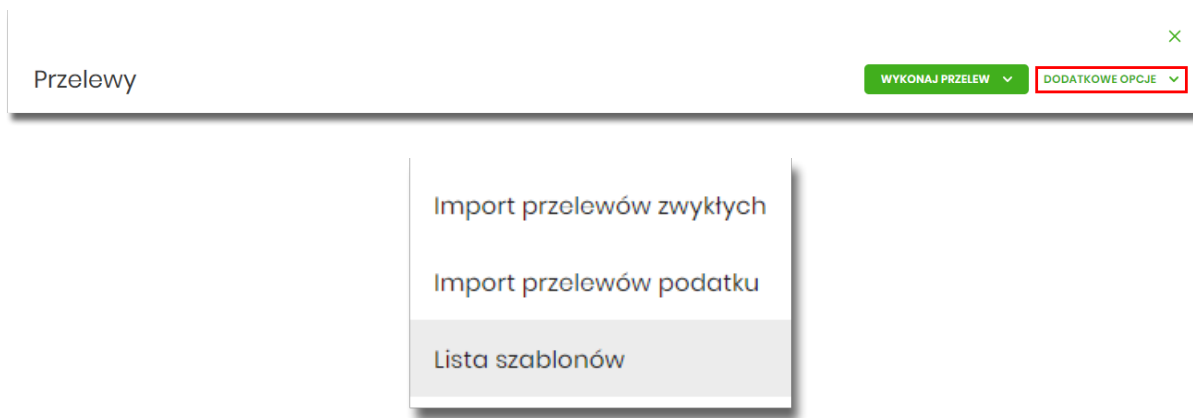 Przelewy
WYKONAJ PRZELEW
DODATKOWE OPCJE
Import przelewów zwykłych
Import przelewów podatku
Lista szablonów